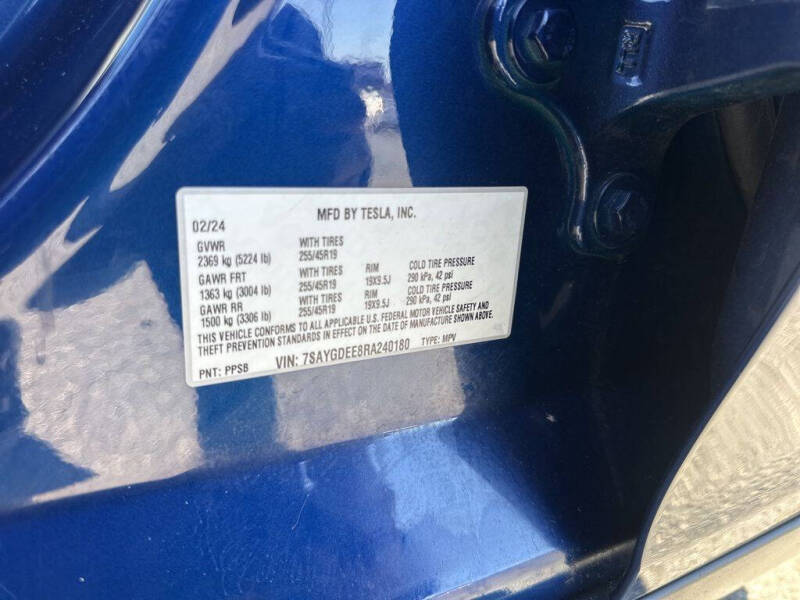 MFD BY TESLA, INC.
02/24
GVWR WITH TIRES
2369 kg (5224 lb) 255/45R19
GAWR FRT WITH TIRES RIM COLD TIRE PRESSURE
1363 kg (3004 lb) 255/45R19 19X9.5J 290 kPa, 42 psi
GAWR RR WITH TIRES RIM COLD TIRE PRESSURE
1500 kg (3306 lb) 255/45R19 19X9.5J 290 kPa, 42 psi
THIS VEHICLE CONFORMS TO ALL APPLICABLE U.S. FEDERAL MOTOR VEHICLE SAFETY AND
THEFT PREVENTION STANDARDS IN EFFECT ON THE DATE OF MANUFACTURE SHOWN ABOVE.
PNT: PPSB VIN: 7SAYGDEE8RA240180 TYPE: MPV